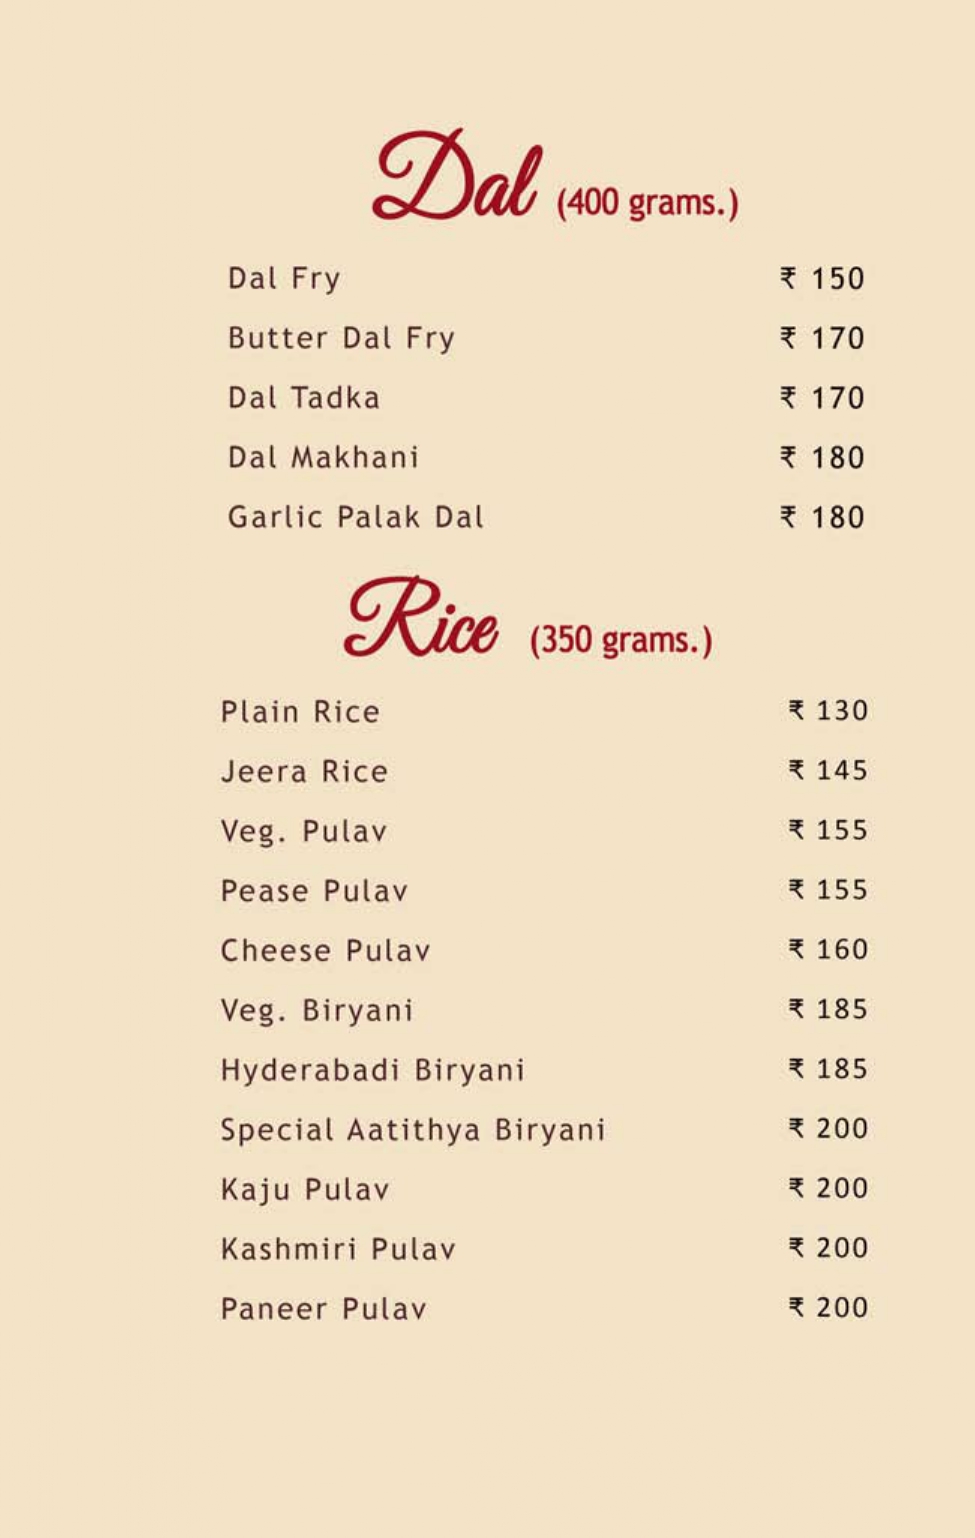 Dal (400 grams.)
Dal Fry ₹ 150
Butter Dal Fry ₹ 170
Dal Tadka ₹ 170
Dal Makhani ₹ 180
Garlic Palak Dal ₹ 180
Rice (350 grams.)
Plain Rice ₹ 130
Jeera Rice ₹ 145
Veg. Pulav ₹ 155
Pease Pulav ₹ 155
Cheese Pulav ₹ 160
Veg. Biryani ₹ 185
Hyderabadi Biryani ₹ 185
Special Aatithya Biryani ₹ 200
Kaju Pulav ₹ 200
Kashmiri Pulav ₹ 200
Paneer Pulav ₹ 200